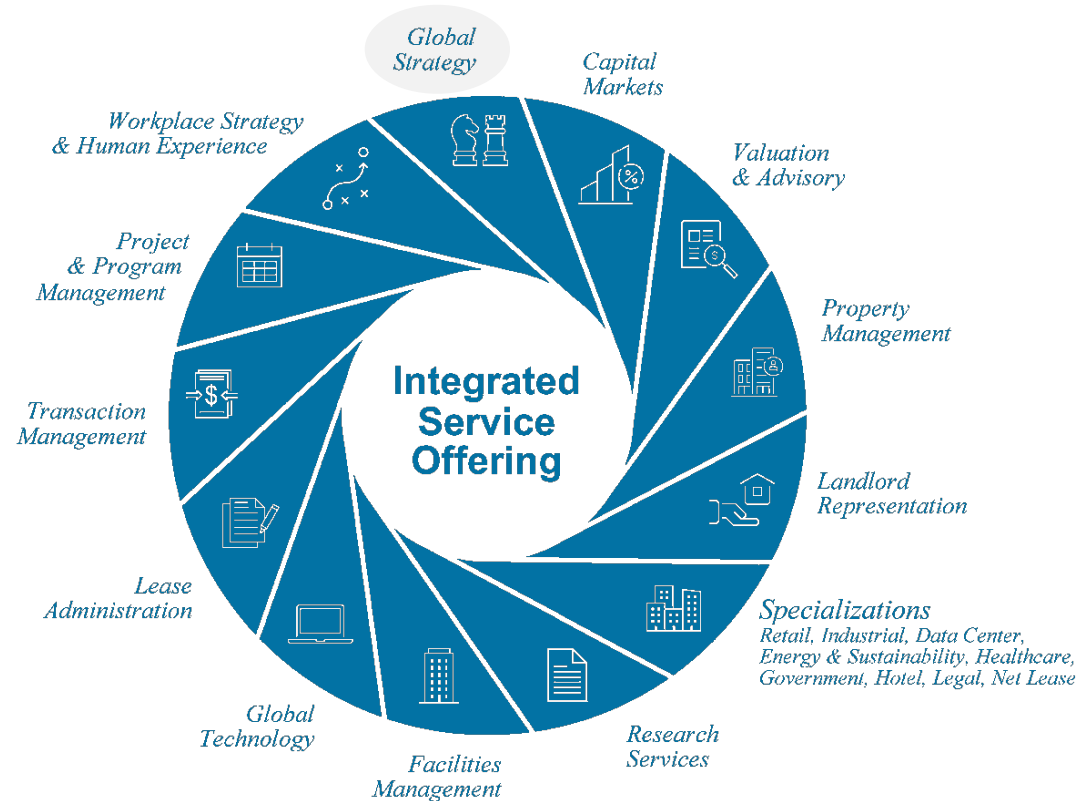 Global
Strategy
Capital
Markets
Valuation
& Advisory
Property
Management
Landlord
Representation
Specializations
Retail, Industrial, Data Center,
Energy & Sustainability, Healthcare,
Government, Hotel, Legal, Net Lease
Research
Services
Facilities
Management
Global
Technology
Lease
Administration
Transaction
Management
Project
& Program
Management
Workplace Strategy
& Human Experience
Integrated
Service
Offering
%
$
$